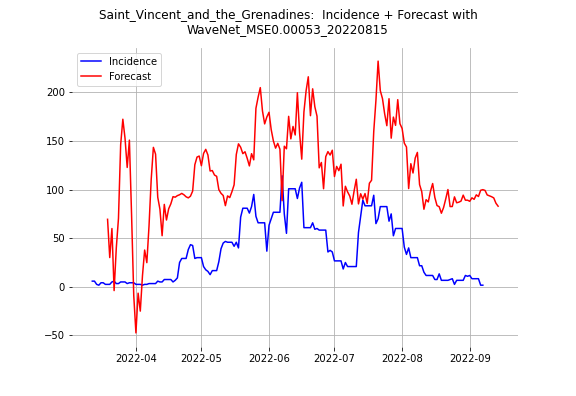 Saint_Vincent_and_the_Grenadines:  Incidence + Forecast with
WaveNet_MSE0.00053_20220815
Incidence
Forecast
200
150
100
50
0
−50
2022-04 2022-05 2022-06 2022-07 2022-08 2022-09